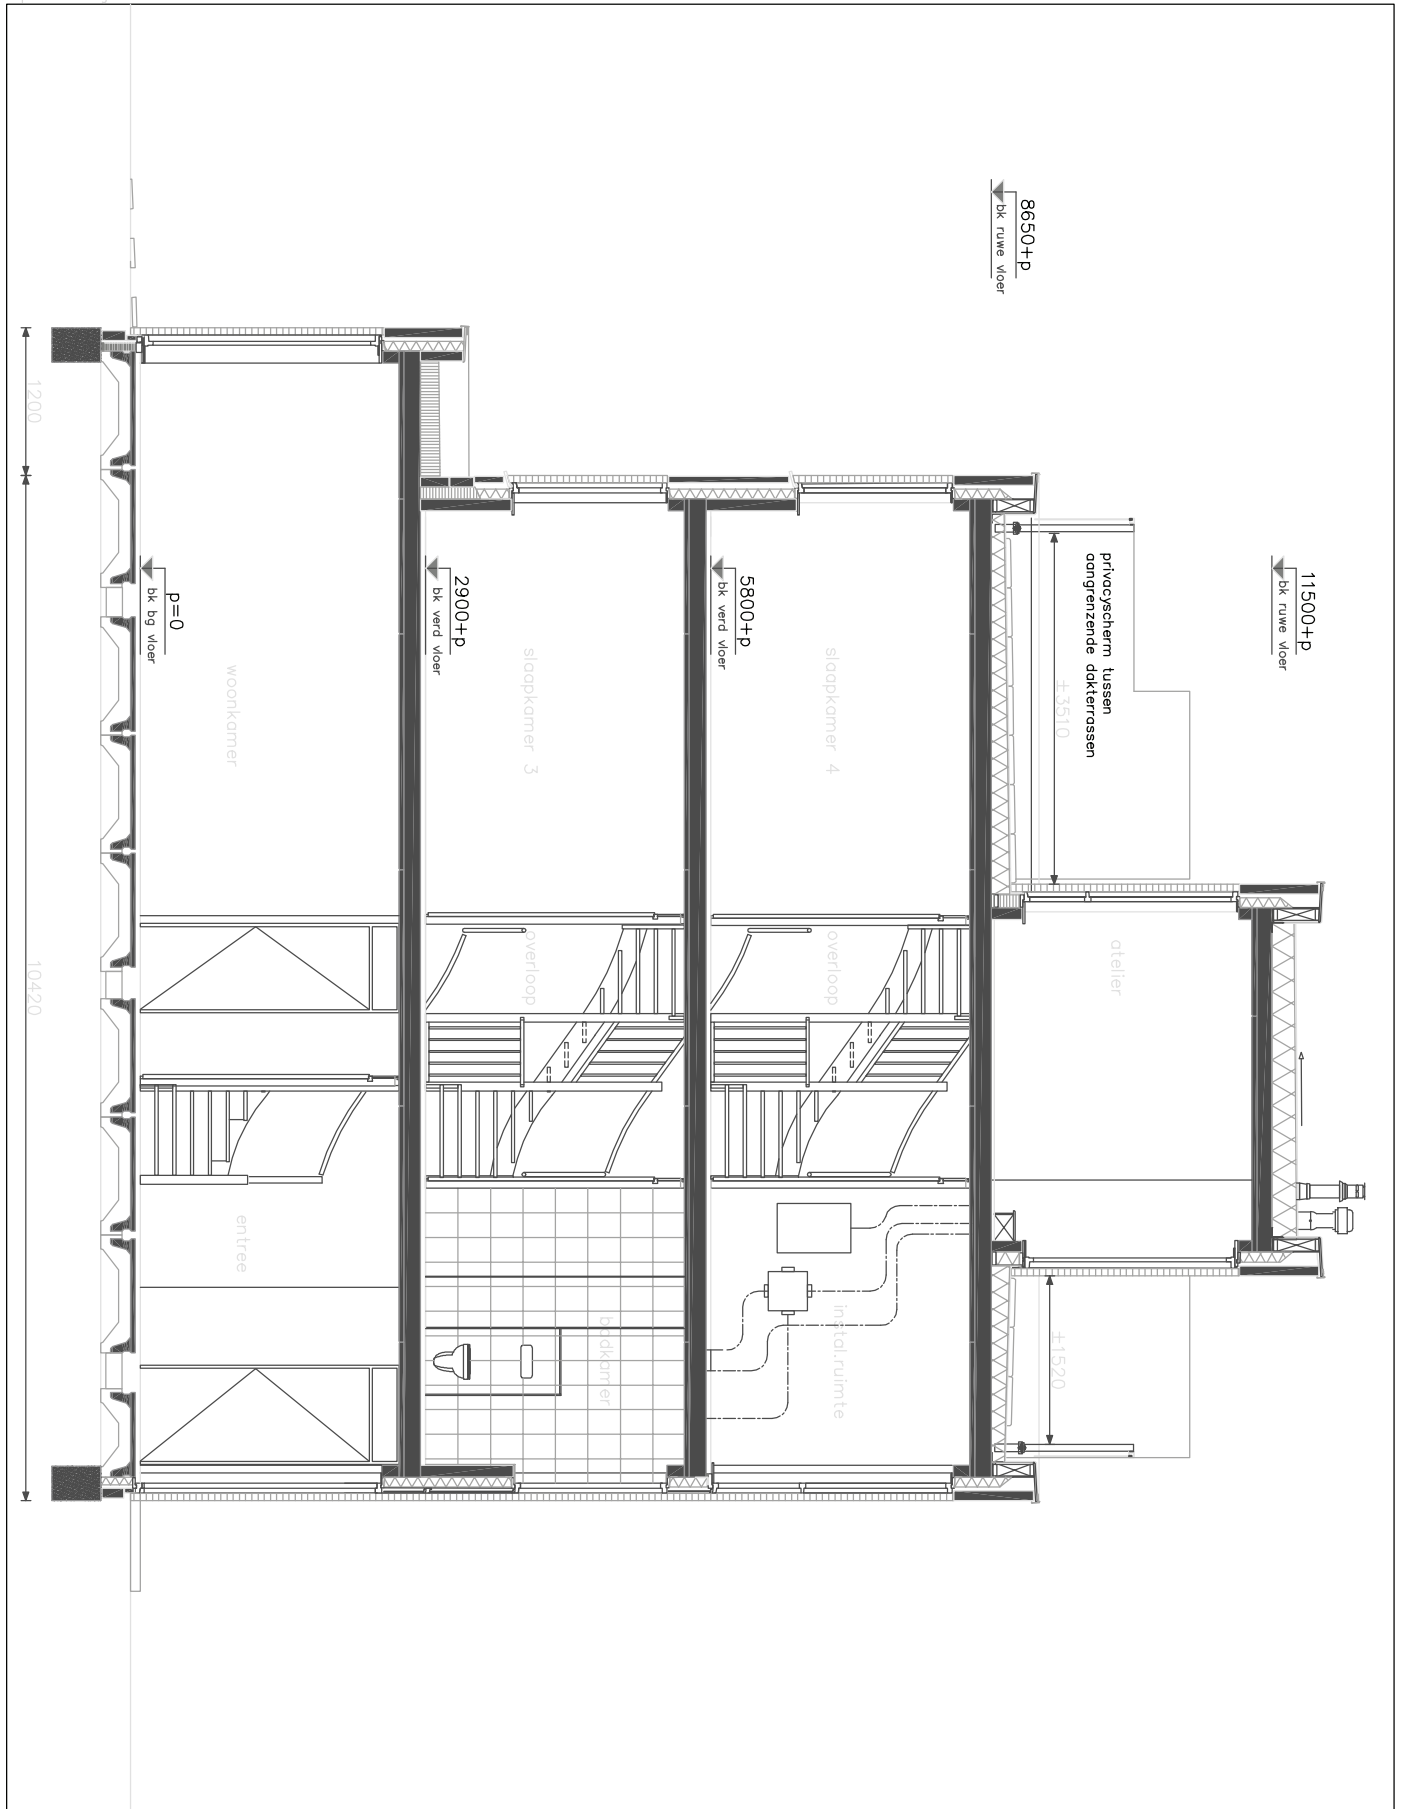 11500+p
bk ruwe vloer
8650+p
bk ruwe vloer
privacyscherm tussen
aangrenzende dakterrassen
±3510
atelier
±1520
5800+p
bk verd vloer
slaapkamer 4
overloop
instal.ruimte
2900+p
bk verd vloer
slaapkamer 3
overloop
badkamer
p=0
bk bg vloer
woonkamer
entree
1200
10420